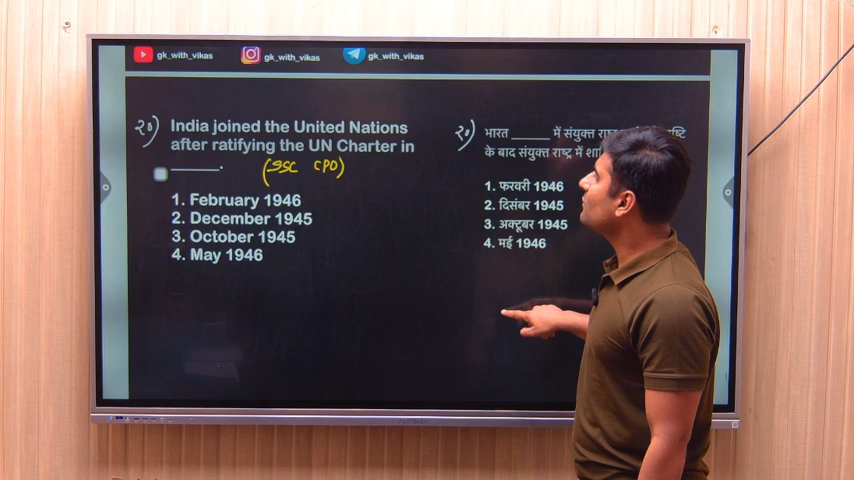 gk_with_vikas gk_with_vikas gk_with_vikas
२०) India joined the United Nations
after ratifying the UN Charter in
______.
(SSC CPO)
1. February 1946
2. December 1945
3. October 1945
4. May 1946
२०) भारत ______ में संयुक्त
के बाद संयुक्त राष्ट्र में
1. फरवरी 1946
2. दिसंबर 1945
3. अक्टूबर 1945
4. मई 1946